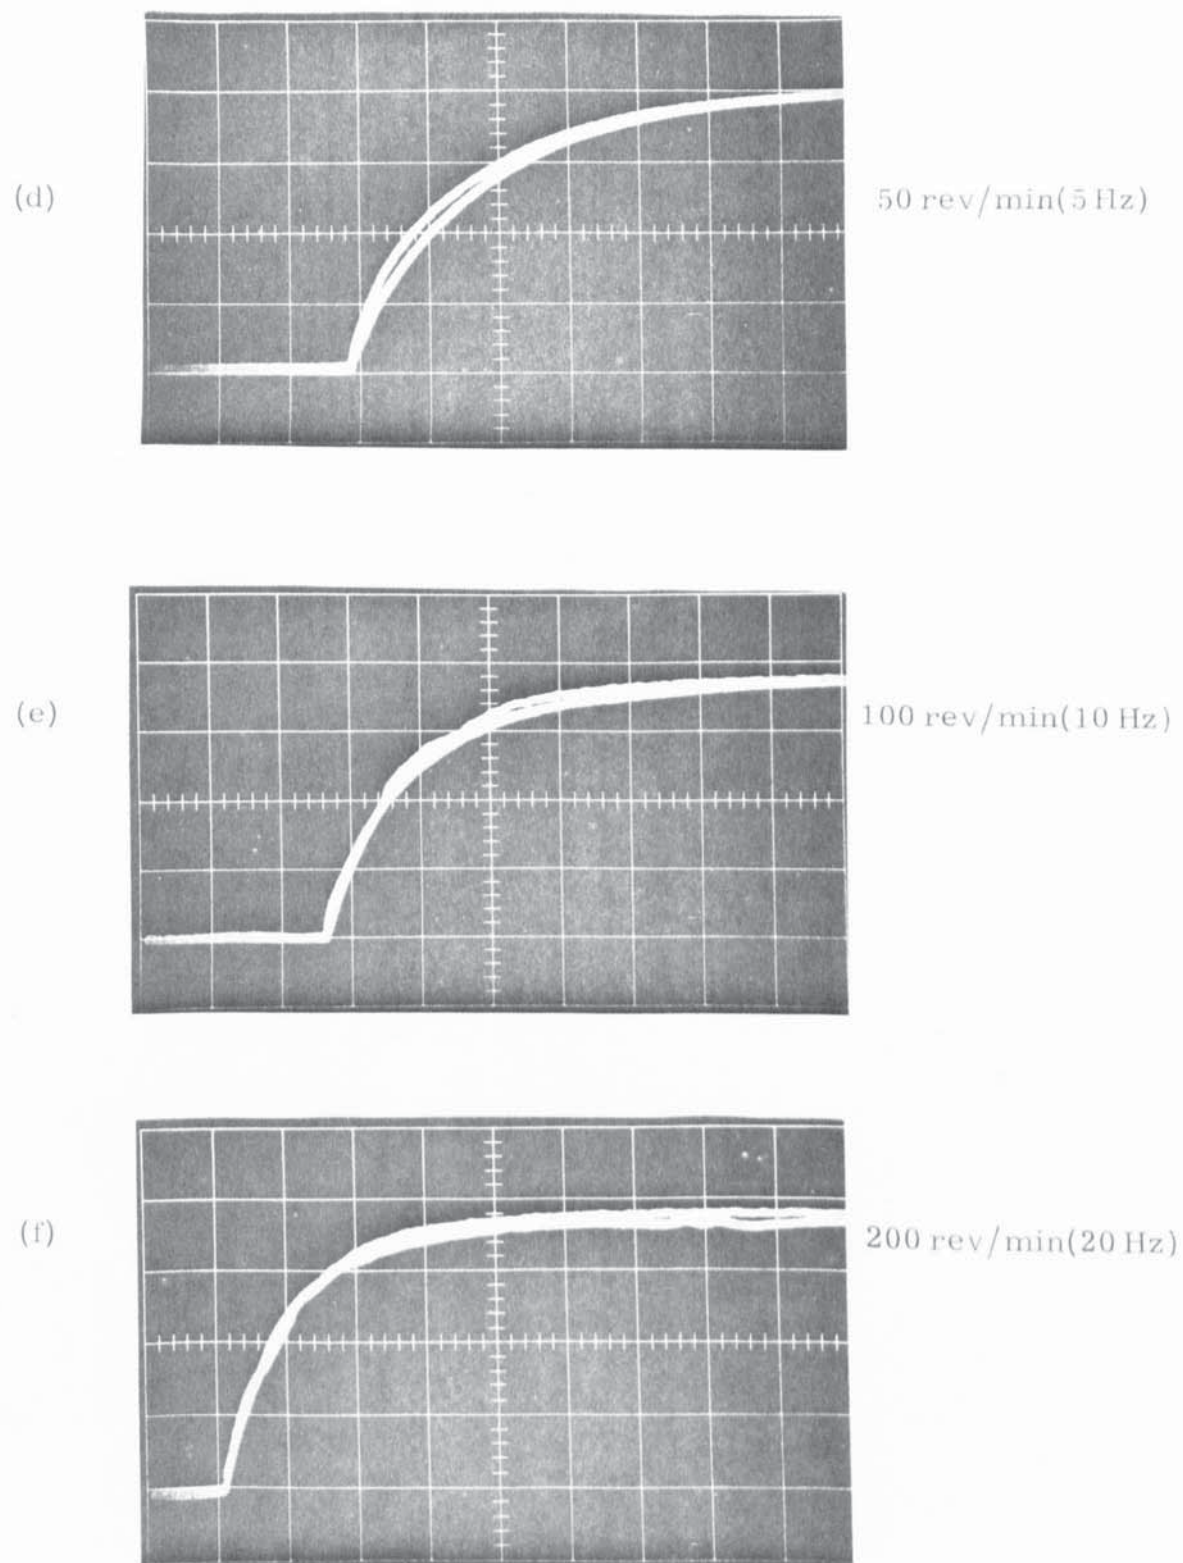 (d)
50 rev/min(5 Hz)
(e)
100 rev/min(10 Hz)
(f)
200 rev/min(20 Hz)